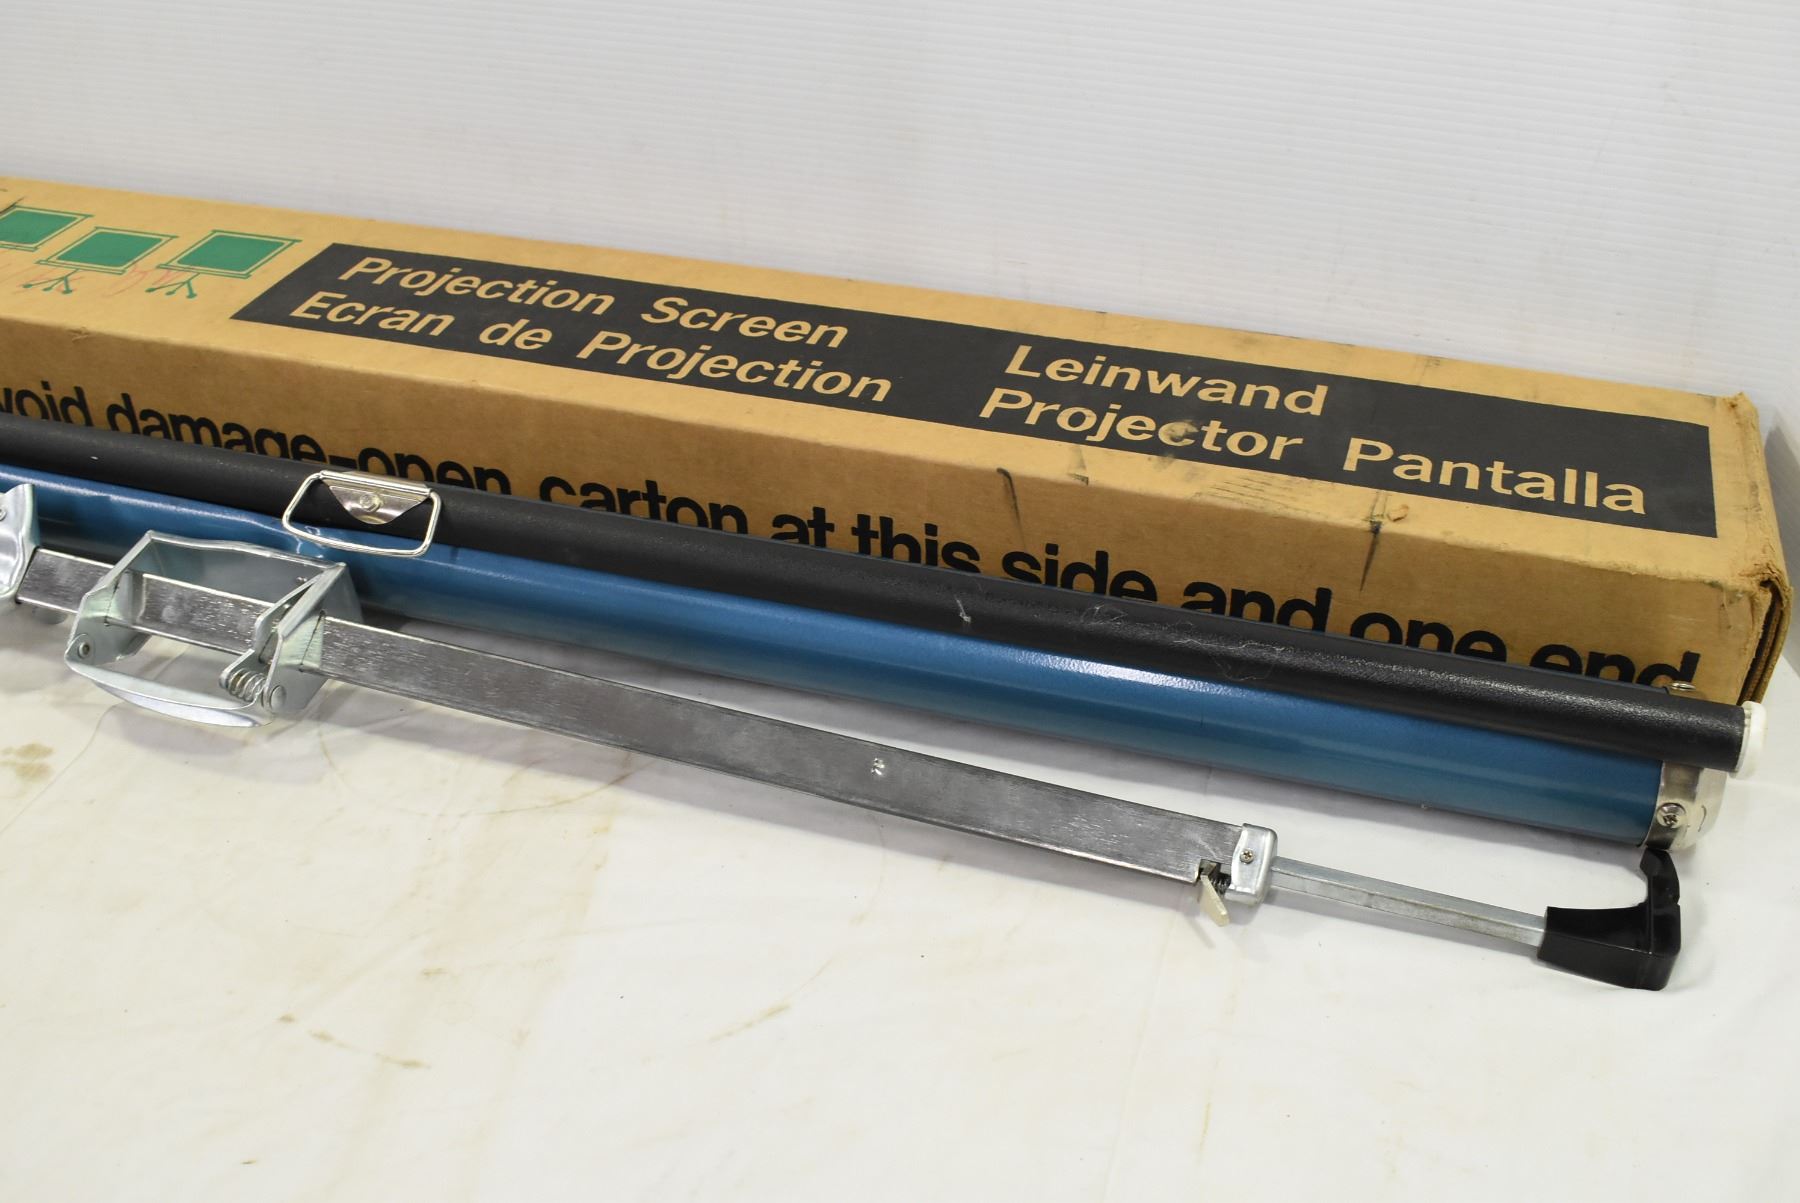 Projection Screen
Ecran de Projection
Leinwand
Projector Pantalla
void damage-open carton at this side and one end